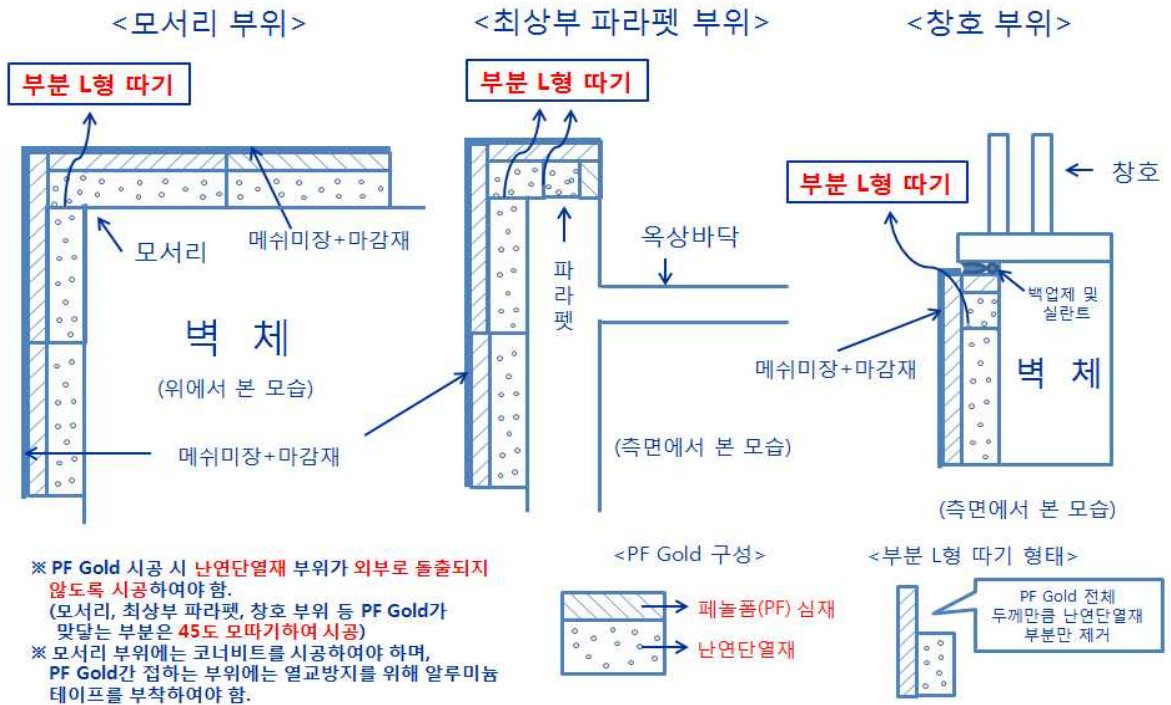 <모서리 부위>
<최상부 파라펫 부위>
<창호 부위>
부분 L형 따기
부분 L형 따기
부분 L형 따기
창호
모서리
메쉬미장+마감재
벽 체
(위에서 본 모습)
메쉬미장+마감재
파
라
펫
옥상바닥
(측면에서 본 모습)
백업제 및
실란트
메쉬미장+마감재
벽 체
(측면에서 본 모습)
※ PF Gold 시공 시 난연단열재 부위가 외부로 돌출되지
않도록 시공하여야 함.
(모서리, 최상부 파라펫, 창호 부위 등 PF Gold가
맞닿는 부분은 45도 모따기하여 시공)
※ 모서리 부위에는 코너비트를 시공하여야 하며,
PF Gold간 접하는 부위에는 열교방지를 위해 알루미늄
테이프를 부착하여야 함.
<PF Gold 구성>
페놀폼(PF) 심재
난연단열재
<부분 L형 따기 형태>
PF Gold 전체
두께만큼 난연단열재
부분만 제거